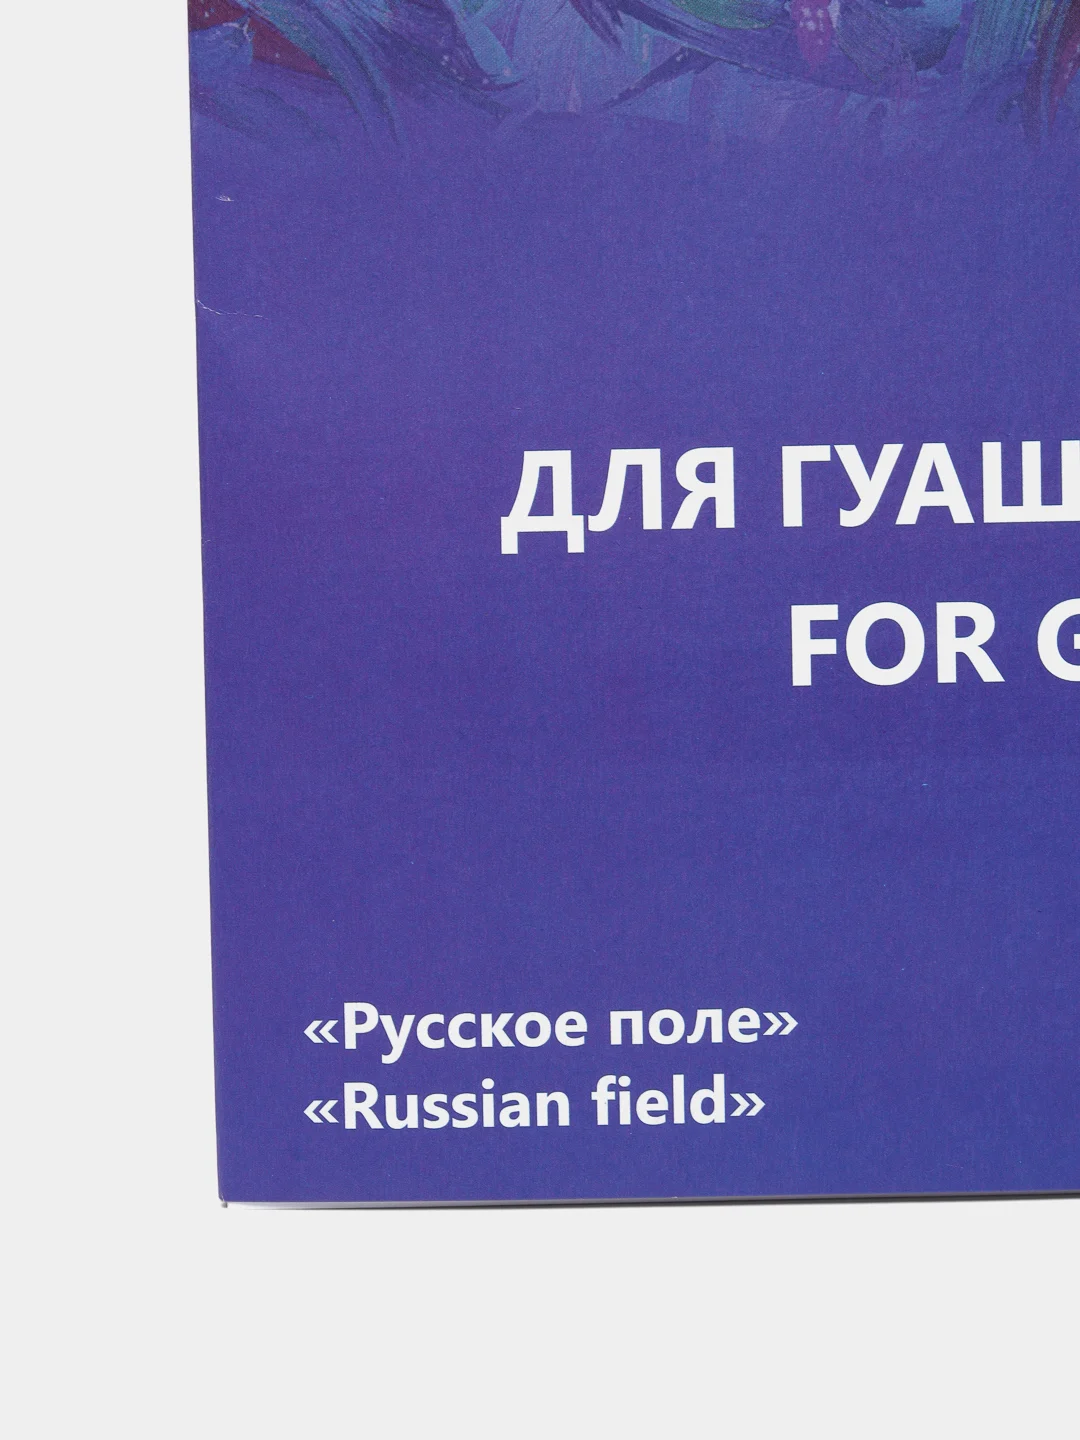 ДЛЯ ГУАШ
FOR G
«Русское поле»
«Russian field»